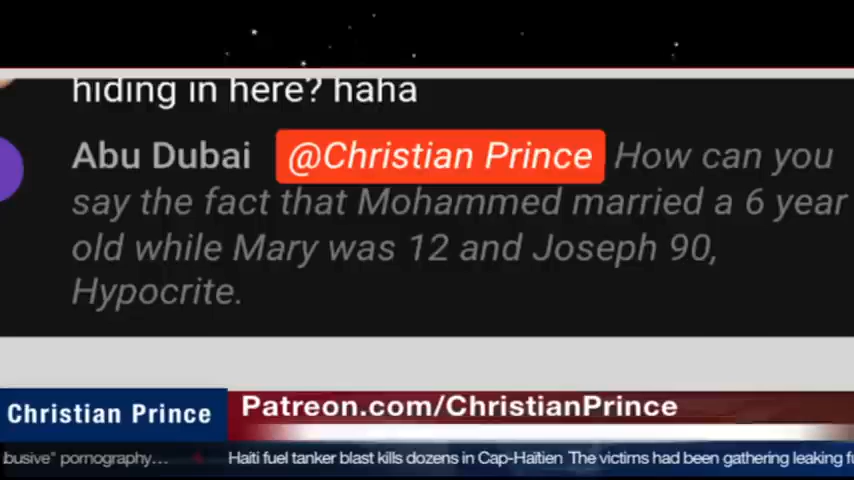 hiding in here? haha
Abu Dubai @Christian Prince How can you
say the fact that Mohammed married a 6 year
old while Mary was 12 and Joseph 90,
Hypocrite.
Christian Prince
Patreon.com/ChristianPrince
busive" pornography... Haiti fuel tanker blast kills dozens in Cap-Haïtien The victims had been gathering leaking fu